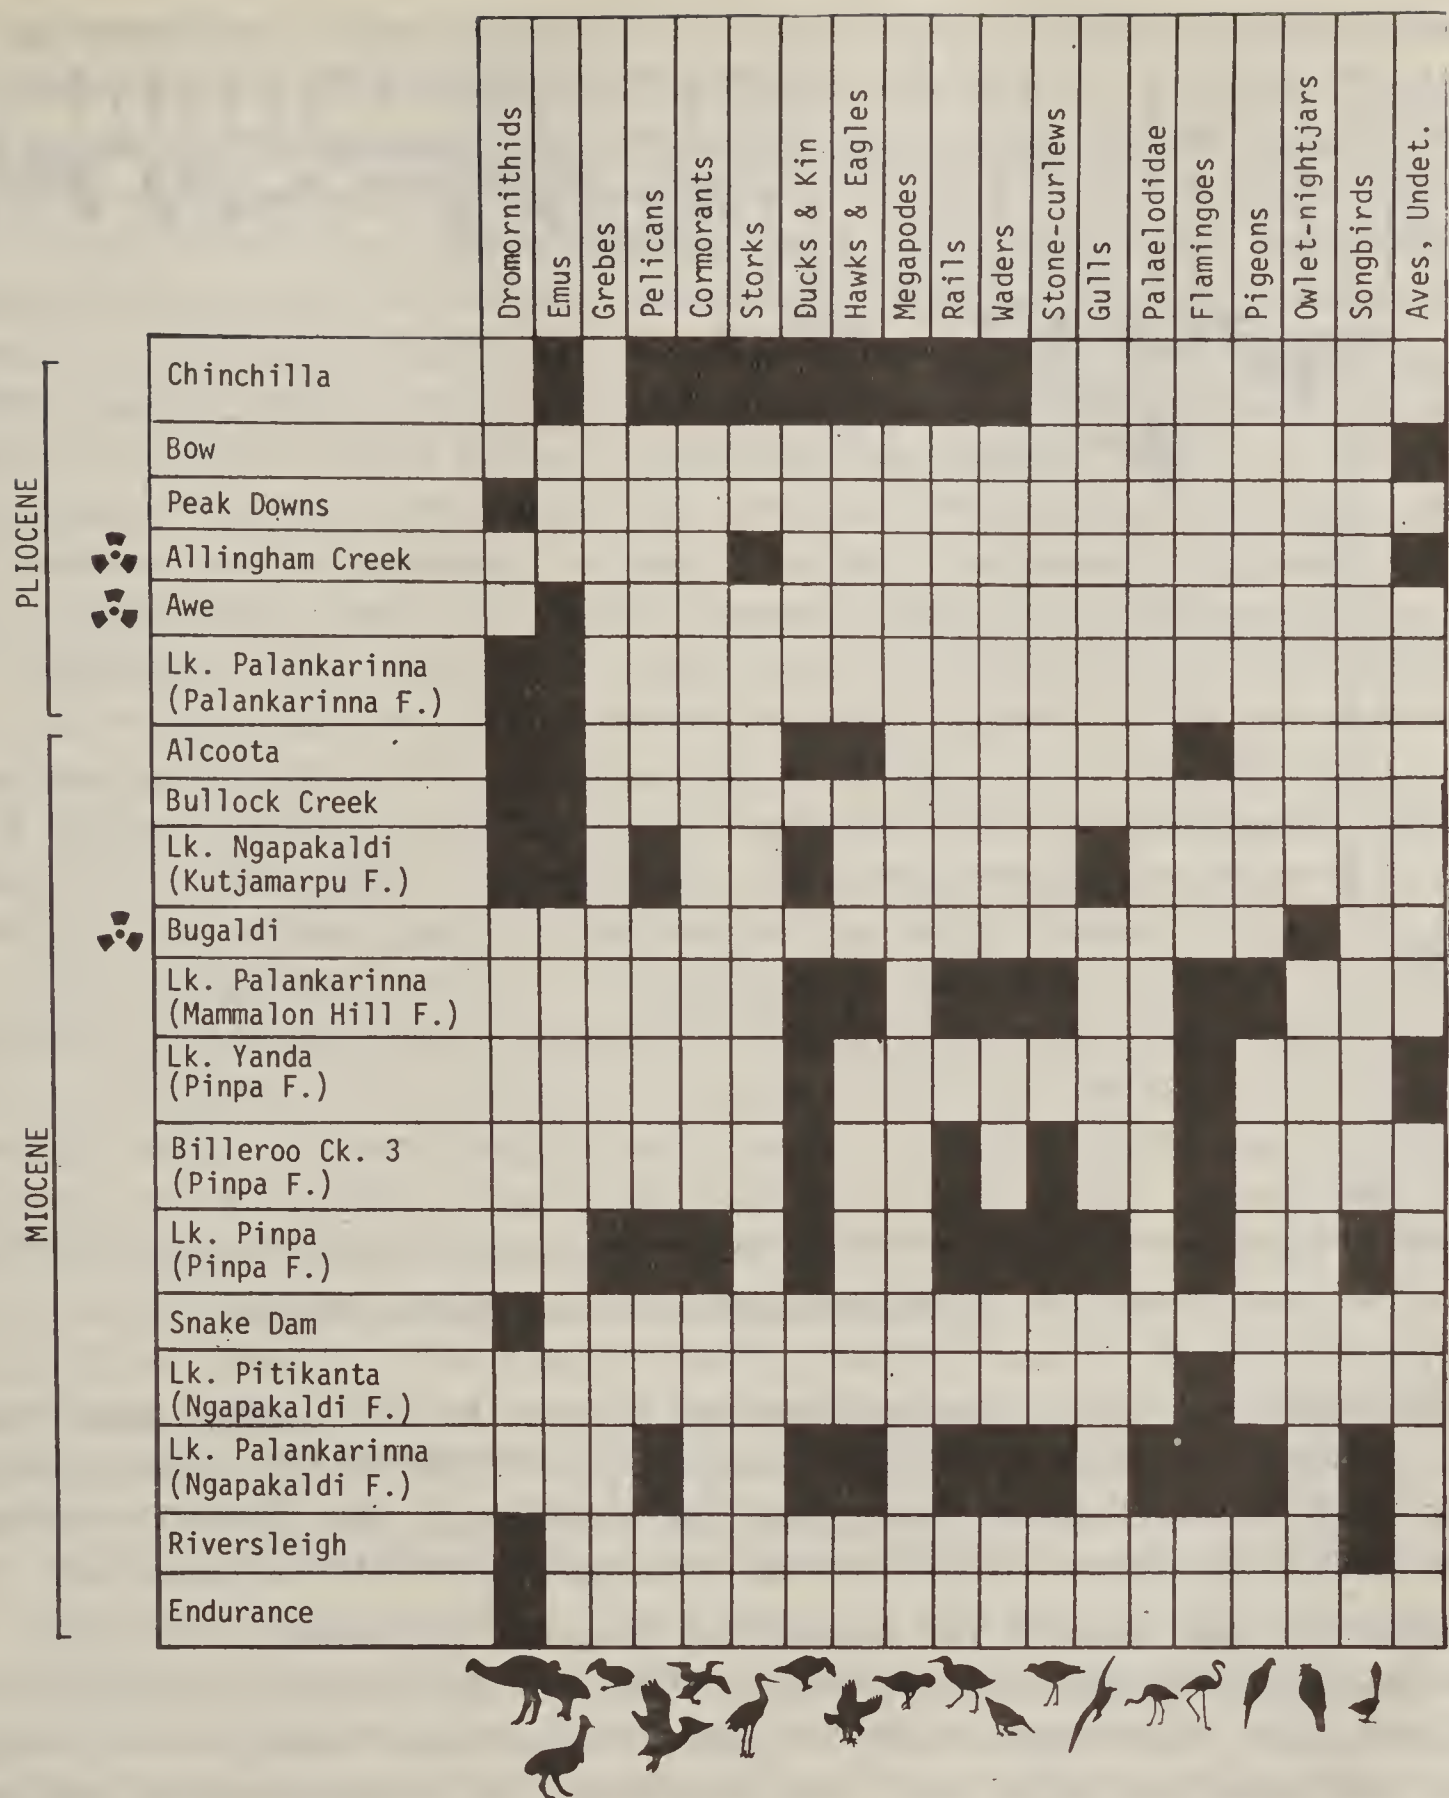 Dromornithids
Emus
Grebes
Pelicans
Cormorants
Storks
Ducks & Kin
Hawks & Eagles
Megapodes
Rails
Waders
Stone-curlews
Gulls
Palaelodidae
Flamingoes
Pigeons
Owlet-nightjars
Songbirds
Aves, Undet.
PLIOCENE
Chinchilla
Bow
Peak Downs
Allingham Creek
Awe
Lk. Palankarinna
(Palankarinna F.)
MIOCENE
Alcoota
Bullock Creek
Lk. Ngapakaldi
(Kutjamarpu F.)
Bugaldi
Lk. Palankarinna
(Mammalon Hill F.)
Lk. Yanda
(Pinpa F.)
Billeroo Ck. 3
(Pinpa F.)
Lk. Pinpa
(Pinpa F.)
Snake Dam
Lk. Pitikanta
(Ngapakaldi F.)
Lk. Palankarinna
(Ngapakaldi F.)
Riversleigh
Endurance